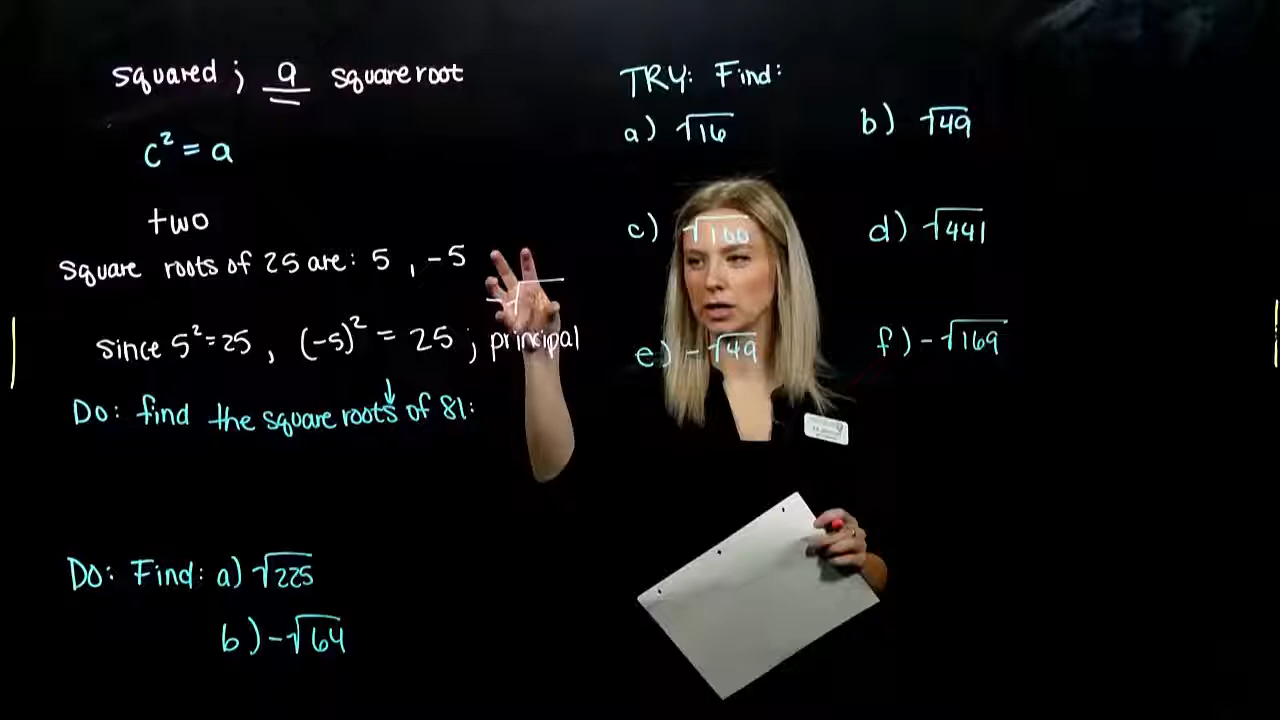 squared ; a square root
c² = a
two
square roots of 25 are: 5 , -5
√
since 5² = 25 , (-5)² = 25 ; principal
Do: find the square roots of 81:
Do: Find: a) √225
b) -√64
TRY: Find:
a) √16 b) √49
c) √100 d) √441
e) -√49 f) -√169